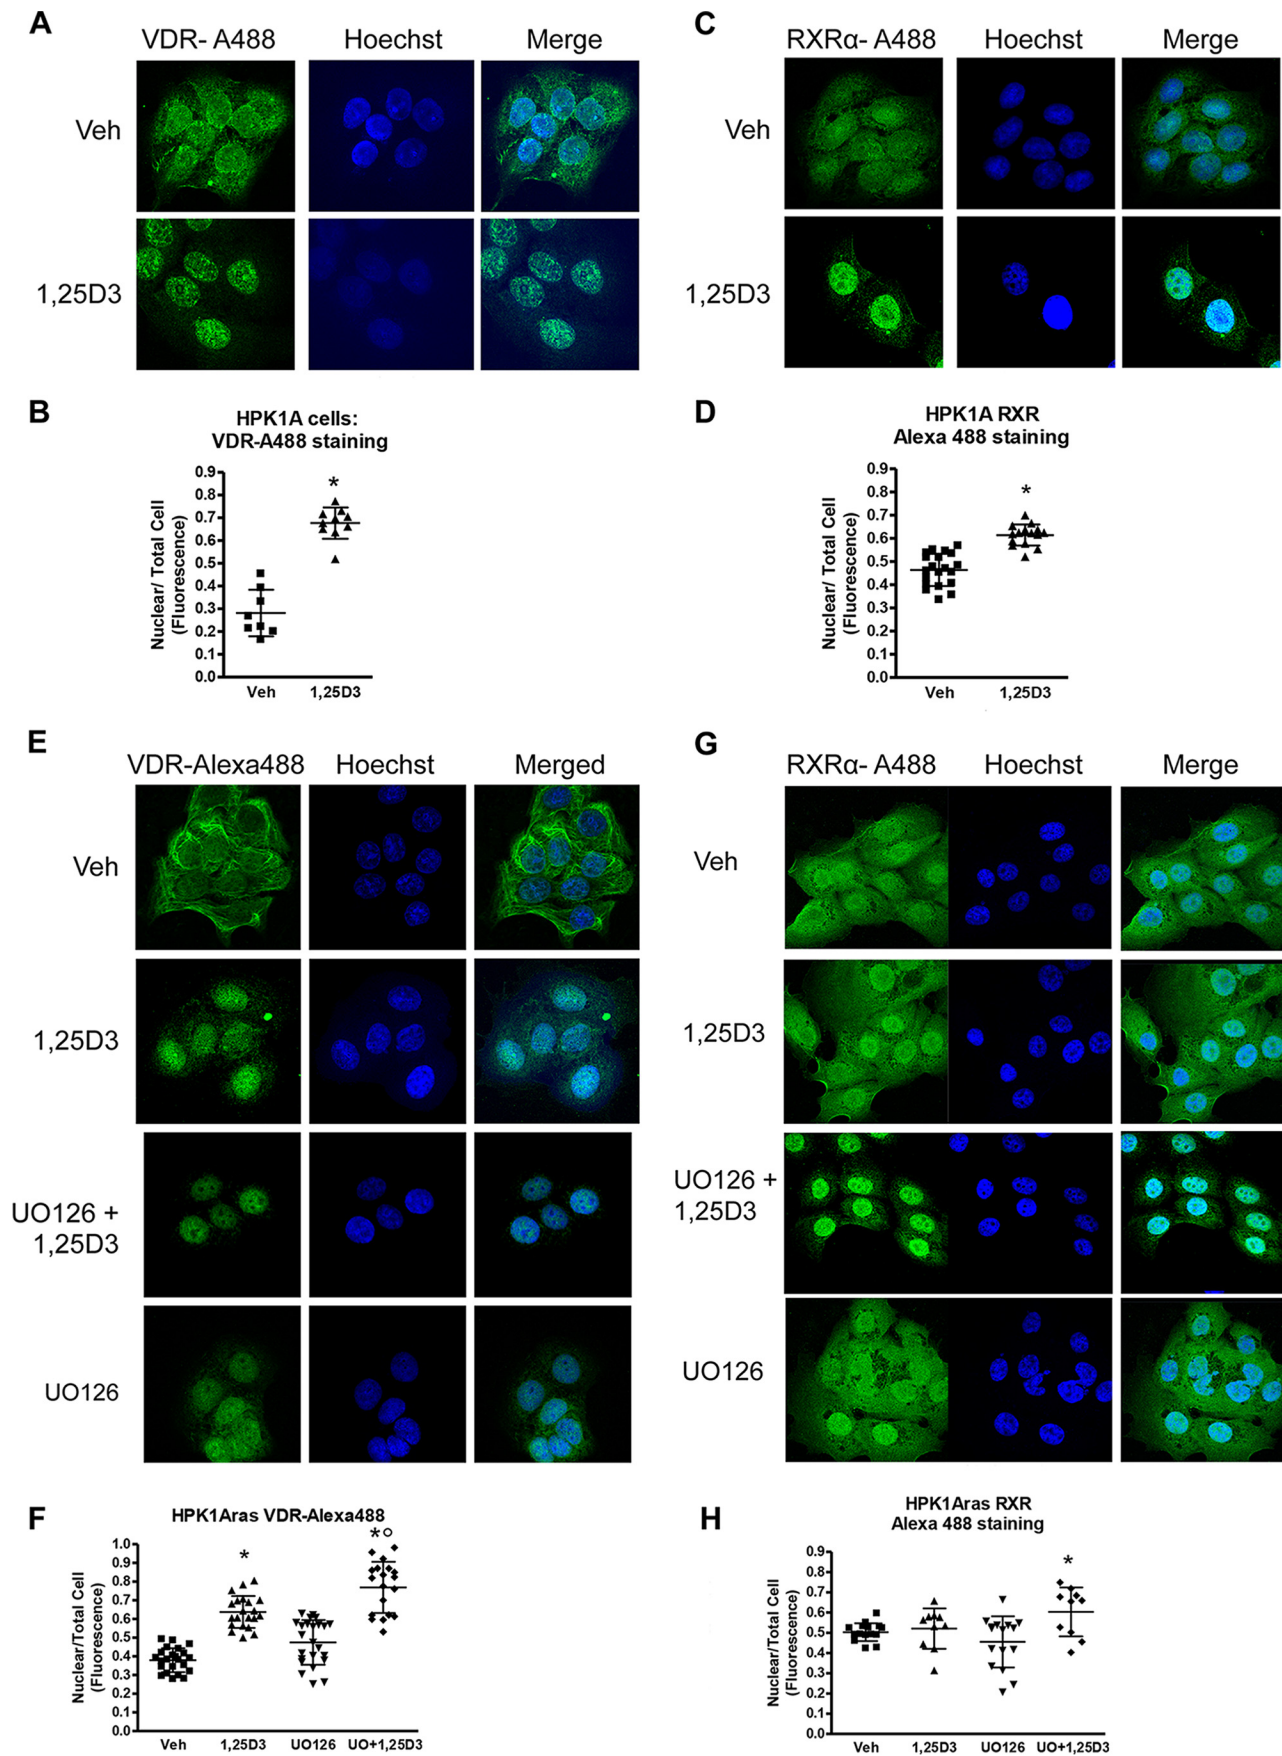 A
VDR- A488 Hoechst Merge
Veh
1,25D3
C
RXRα- A488 Hoechst Merge
Veh
1,25D3
B
HPK1A cells:
VDR-A488 staining
Nuclear/ Total Cell
(Fluorescence)
0.9
0.8
0.7
0.6
0.5
0.4
0.3
0.2
0.1
0.0
*
Veh 1,25D3
D
HPK1A RXR
Alexa 488 staining
Nuclear/ Total Cell
(Fluorescence)
0.9
0.8
0.7
0.6
0.5
0.4
0.3
0.2
0.1
0.0
*
Veh 1,25D3
E
VDR-Alexa488 Hoechst Merged
Veh
1,25D3
UO126 +
1,25D3
UO126
G
RXRα- A488 Hoechst Merge
Veh
1,25D3
UO126 +
1,25D3
UO126
F
HPK1Aras VDR-Alexa488
Nuclear/Total Cell
(Fluorescence)
1.0
0.9
0.8
0.7
0.6
0.5
0.4
0.3
0.2
0.1
0.0
*
*○
Veh 1,25D3 UO126 UO+1,25D3
H
HPK1Aras RXR
Alexa 488 staining
Nuclear/Total Cell
(Fluorescence)
0.9
0.8
0.7
0.6
0.5
0.4
0.3
0.2
0.1
0.0
*
Veh 1,25D3 UO126 UO+1,25D3